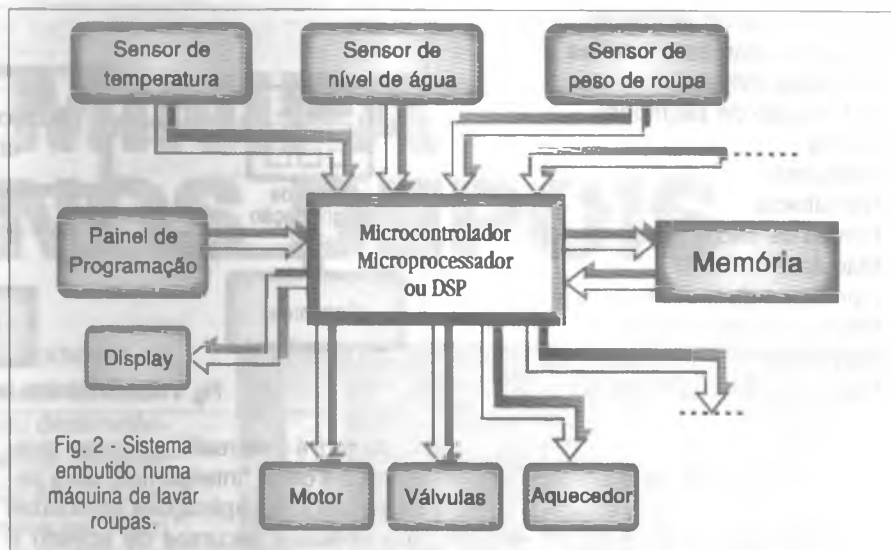 Sensor de
temperatura
Sensor de
nível de água
Sensor de
peso de roupa
Painel de
Programação
Microcontrolador
Microprocessador
ou DSP
Memória
Display
Fig. 2 - Sistema
embutido numa
máquina de lavar
roupas.
Motor
Válvulas
Aquecedor